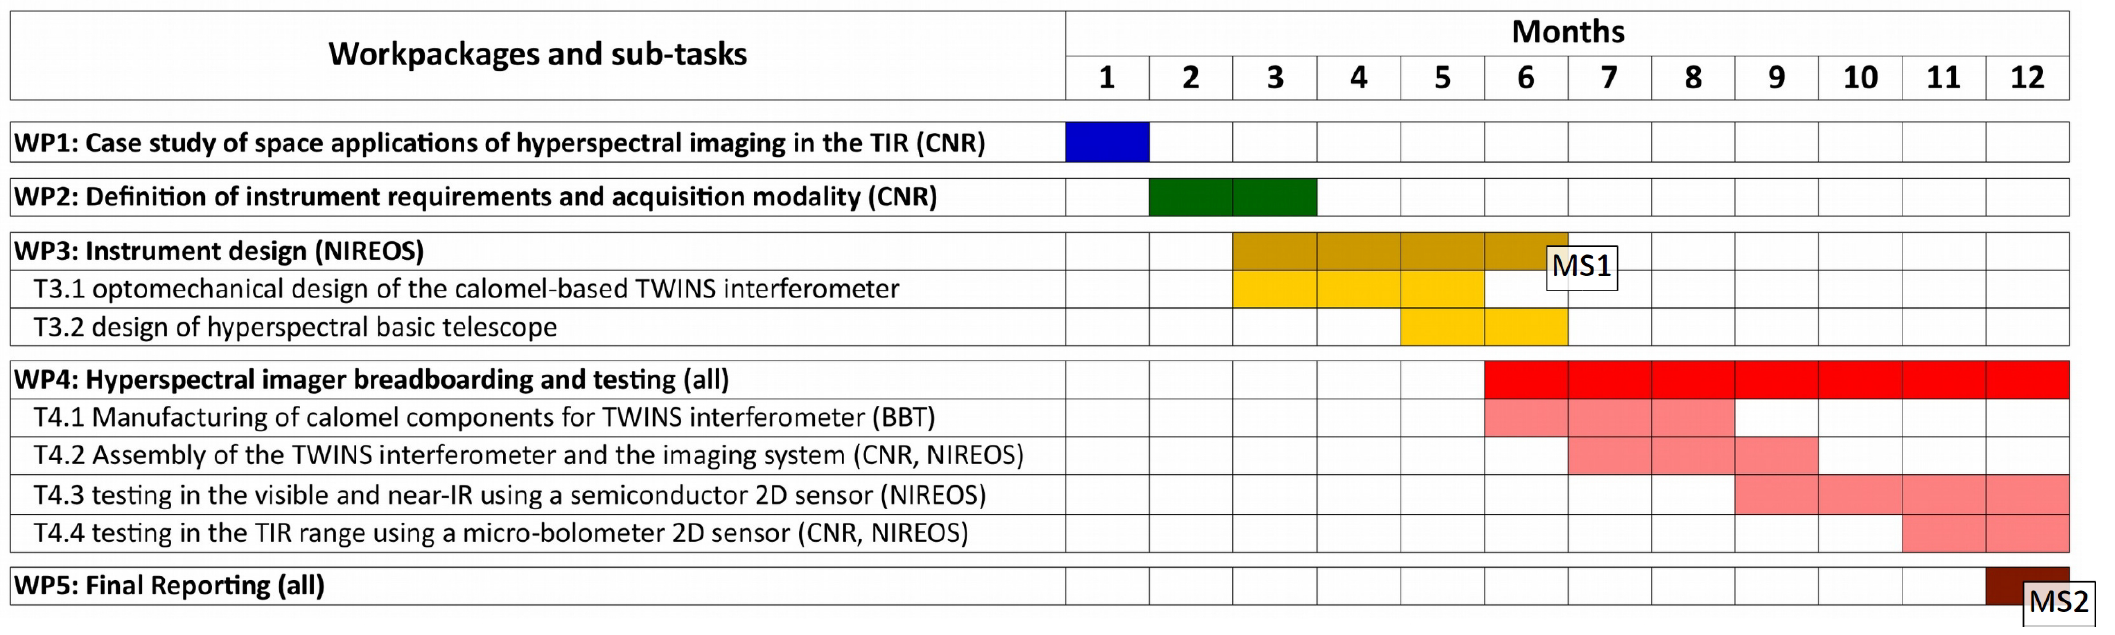 Workpackages and sub-tasks
Months
1 2 3 4 5 6 7 8 9 10 11 12
WP1: Case study of space applications of hyperspectral imaging in the TIR (CNR)
WP2: Definition of instrument requirements and acquisition modality (CNR)
WP3: Instrument design (NIREOS)
MS1
T3.1 optomechanical design of the calomel-based TWINS interferometer
T3.2 design of hyperspectral basic telescope
WP4: Hyperspectral imager breadboarding and testing (all)
T4.1 Manufacturing of calomel components for TWINS interferometer (BBT)
T4.2 Assembly of the TWINS interferometer and the imaging system (CNR, NIREOS)
T4.3 testing in the visible and near-IR using a semiconductor 2D sensor (NIREOS)
T4.4 testing in the TIR range using a micro-bolometer 2D sensor (CNR, NIREOS)
WP5: Final Reporting (all)
MS2